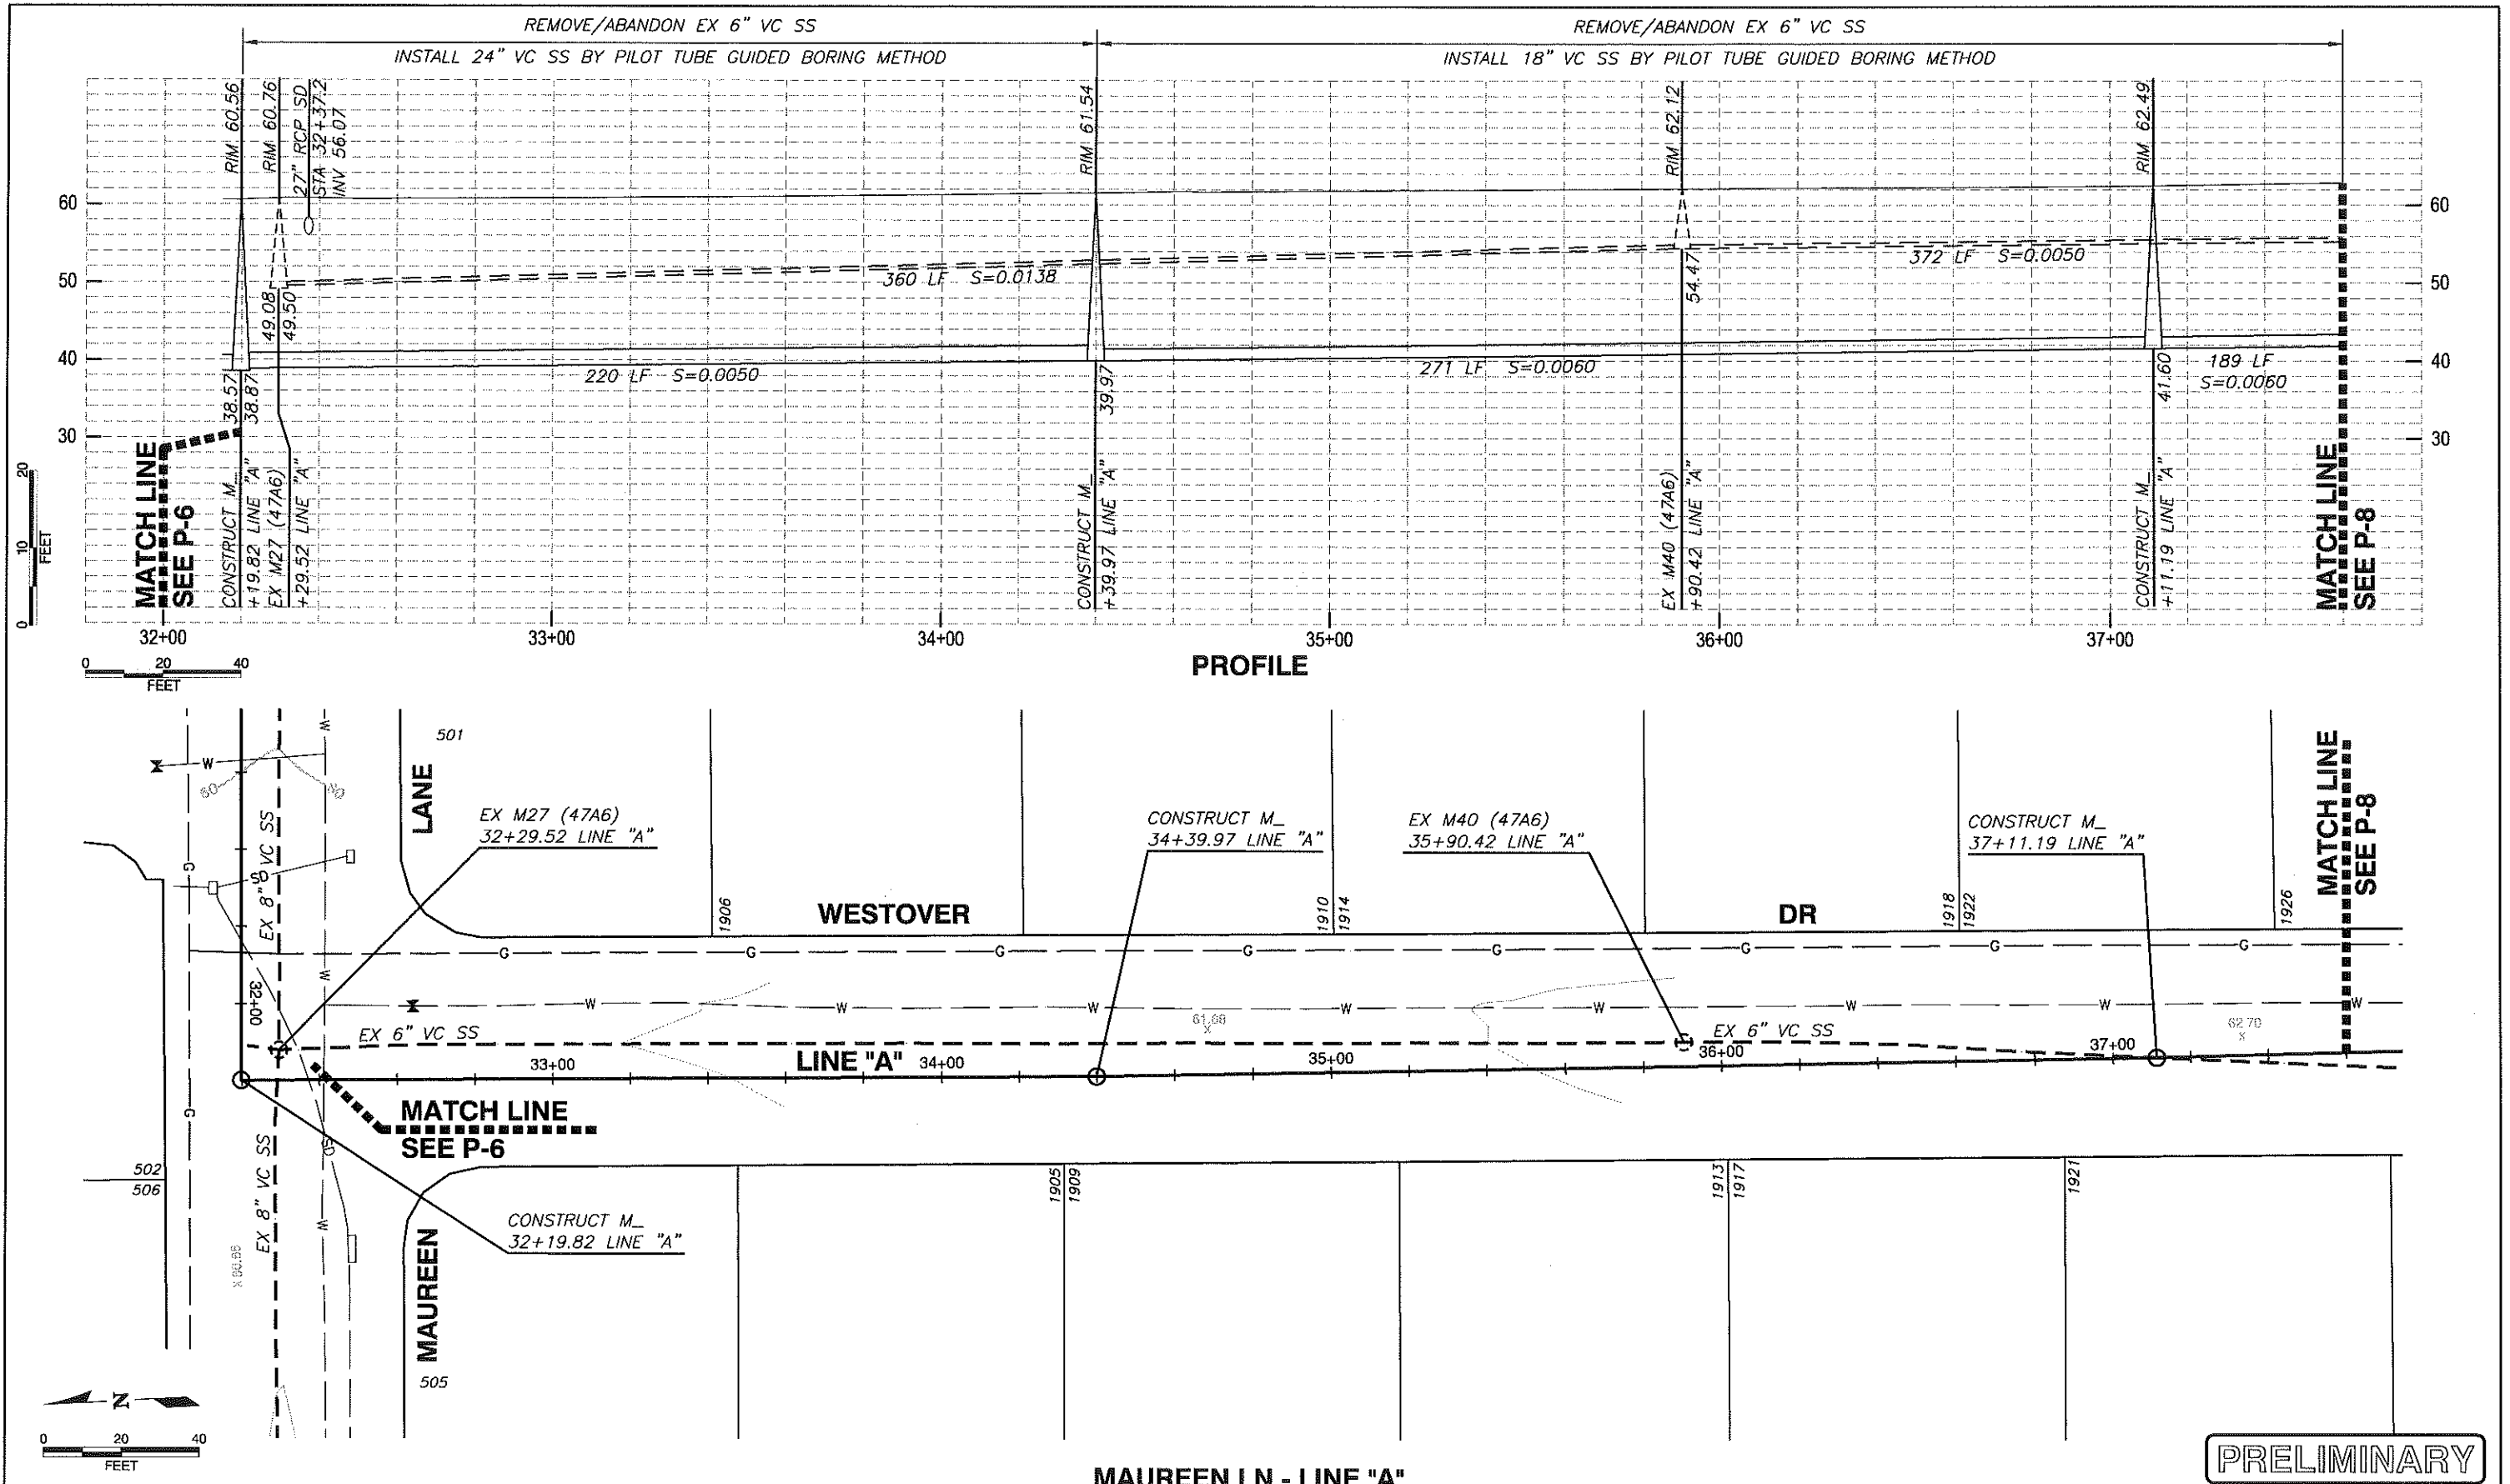 REMOVE/ABANDON EX 6" VC SS
REMOVE/ABANDON EX 6" VC SS
INSTALL 24" VC SS BY PILOT TUBE GUIDED BORING METHOD
INSTALL 18" VC SS BY PILOT TUBE GUIDED BORING METHOD
RIM 60.56
RIM 60.76
27" RCP SD
STA 32+37.2
INV 56.07
RIM 61.54
RIM 62.12
RIM 62.49
60
50
40
30
60
50
40
30
49.08
49.50
360 LF S=0.0138
54.47
372 LF S=0.0050
38.57
38.87
220 LF S=0.0050
39.97
271 LF S=0.0060
41.60
189 LF
S=0.0060
20
10
0
FEET
MATCH LINE
SEE P-6
CONSTRUCT M_
+19.82 LINE "A"
EX M27 (47A6)
+29.52 LINE "A"
CONSTRUCT M_
+39.97 LINE "A"
EX M40 (47A6)
+90.42 LINE "A"
CONSTRUCT M_
+11.19 LINE "A"
MATCH LINE
SEE P-8
32+00
33+00
34+00
35+00
36+00
37+00
0 20 40
FEET
PROFILE
501
LANE
W
W
60
SD
G
EX 8" VC SS
EX M27 (47A6)
32+29.52 LINE "A"
CONSTRUCT M_
34+39.97 LINE "A"
EX M40 (47A6)
35+90.42 LINE "A"
CONSTRUCT M_
37+11.19 LINE "A"
MATCH LINE
SEE P-8
1906
1910
1914
1918
1922
1926
WESTOVER DR
G G G G G G G G
W
W W W W W W W W W
32+00
EX 6" VC SS
61.68
X
EX 6" VC SS
62.70
X
33+00
LINE "A"
34+00
35+00
36+00
37+00
MATCH LINE
SEE P-6
G
SD
EX 8" VC SS
W
502
506
1905
1909
1913
1917
1921
CONSTRUCT M_
32+19.82 LINE "A"
MAUREEN
505
N
0 20 40
FEET
PRELIMINARY
MAUREEN LN - LINE "A"